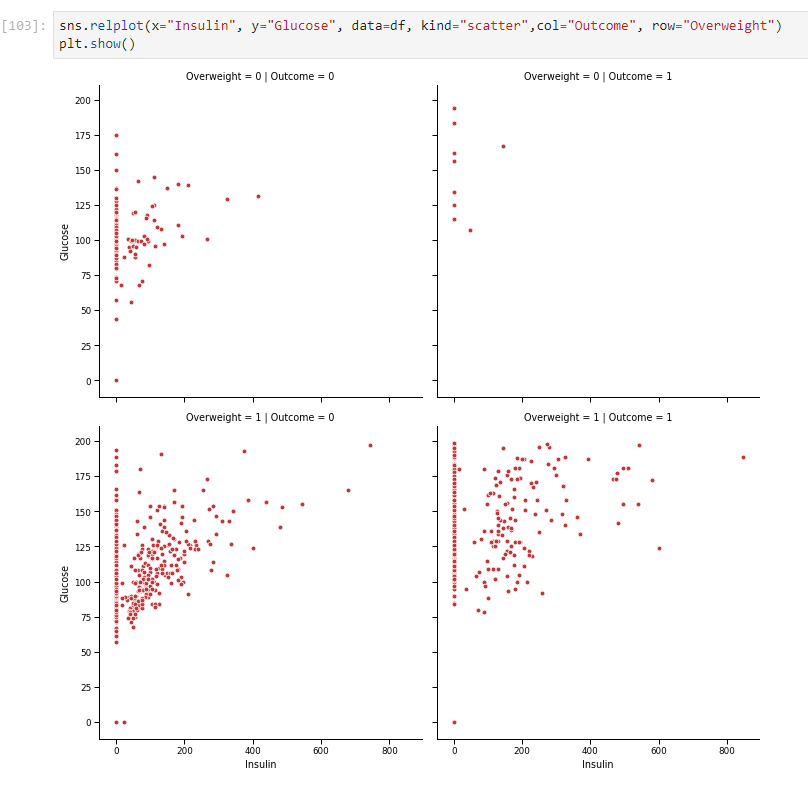 [103]: sns.relplot(x="Insulin", y="Glucose", data=df, kind="scatter",col="Outcome", row="Overweight")
plt.show()
Overweight = 0 | Outcome = 0
Overweight = 0 | Outcome = 1
200
175
150
125
100
75
50
25
0
Glucose
Overweight = 1 | Outcome = 0
Overweight = 1 | Outcome = 1
200
175
150
125
100
75
50
25
0
Glucose
0 200 400 600 800
Insulin
0 200 400 600 800
Insulin